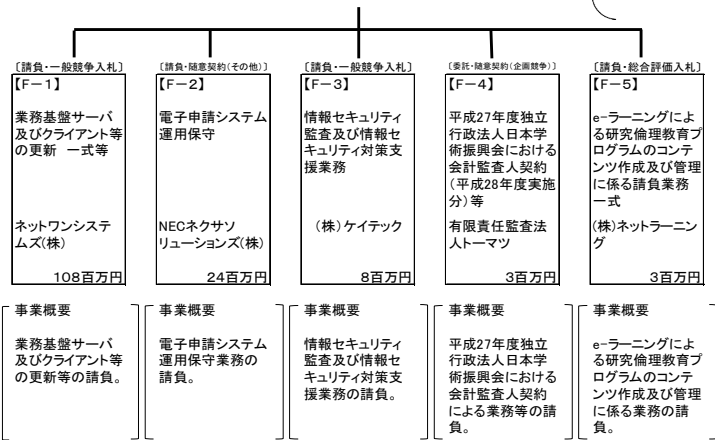 〔請負・一般競争入札〕
【F－1】
業務基盤サーバ
及びクライアント等
の更新　一式等
ネットワンシステ
ムズ(株)
108百万円
〔請負・随意契約(その他)〕
【F－2】
電子申請システム
運用保守
NECネクサソ
リューションズ(株)
24百万円
〔請負・一般競争入札〕
【F－3】
情報セキュリティ
監査及び情報セ
キュリティ対策支
援業務
（株）ケイテック
8百万円
〔委託・随意契約(企画競争)〕
【F－4】
平成27年度独立
行政法人日本学
術振興会における
会計監査人契約
（平成28年度実施
分）等
有限責任監査法
人トーマツ
3百万円
〔請負・総合評価入札〕
【F－5】
e-ラーニングによ
る研究倫理教育プ
ログラムのコンテ
ンツ作成及び管理
に係る請負業務
一式
(株)ネットラーニン
グ
3百万円
事業概要
業務基盤サーバ
及びクライアント等
の更新等の請負。
事業概要
電子申請システム
運用保守業務の
請負。
事業概要
情報セキュリティ
監査及び情報セ
キュリティ対策支
援業務の請負。
事業概要
平成27年度独立
行政法人日本学
術振興会における
会計監査人契約
による業務等の請
負。
事業概要
e-ラーニングによ
る研究倫理教育プ
ログラムのコンテ
ンツ作成及び管理
に係る業務の請
負。